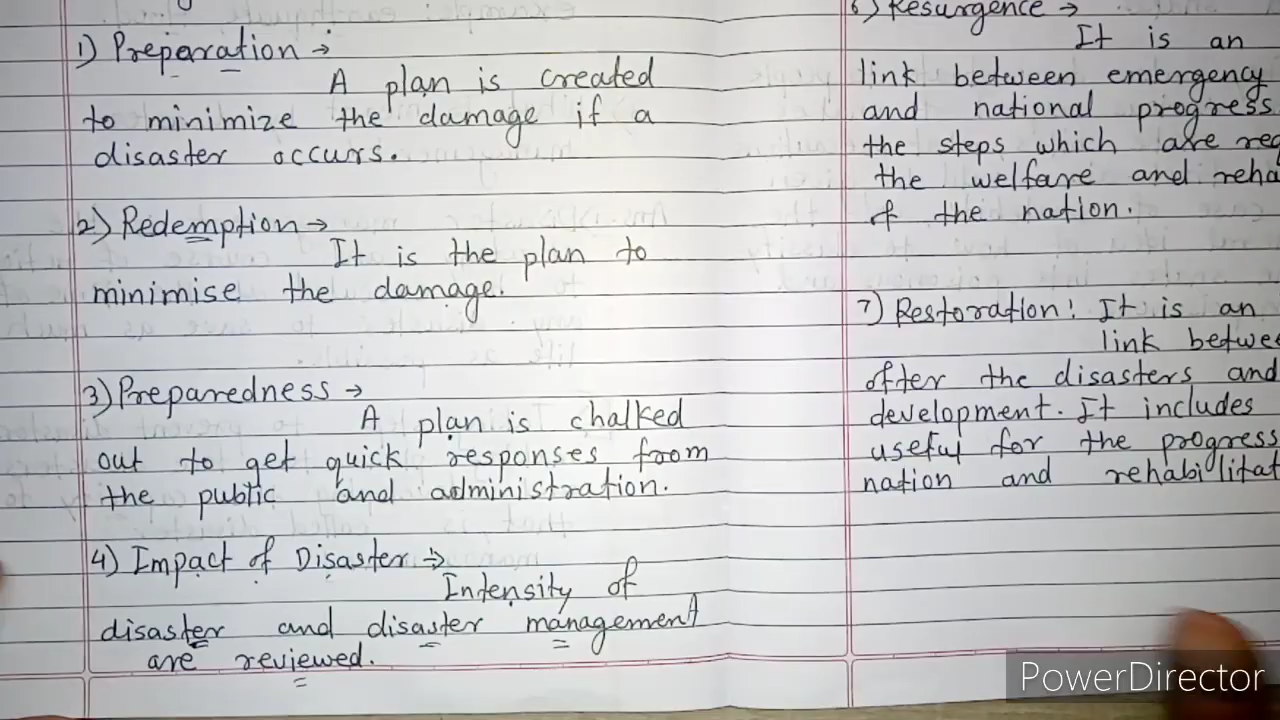 1) Preparation →
A plan is created
to minimize the damage if a
disaster occurs.
2) Redemption →
It is the plan to
minimise the damage.
3) Preparedness →
A plan is chalked
out to get quick responses from
the public and administration.
4) Impact of Disaster →
Intensity of
disaster and disaster management
are reviewed.
6) Resurgence →
It is an
link between emergency
and national progress
the steps which are
the welfare and
of the nation.
7) Restoration: It is an
link
after the disasters and
development. It includes
useful for the progress
nation and
PowerDirector